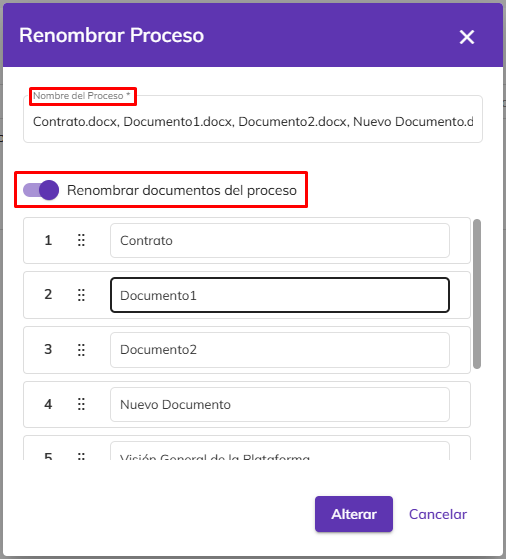 Renombrar Proceso
Nombre del Proceso *
Contrato.docx, Documento1.docx, Documento2.docx, Nuevo Documento.d
Renombrar documentos del proceso
1 Contrato
2 Documento1
3 Documento2
4 Nuevo Documento
5 Visión General de la Plataforma
Alterar Cancelar